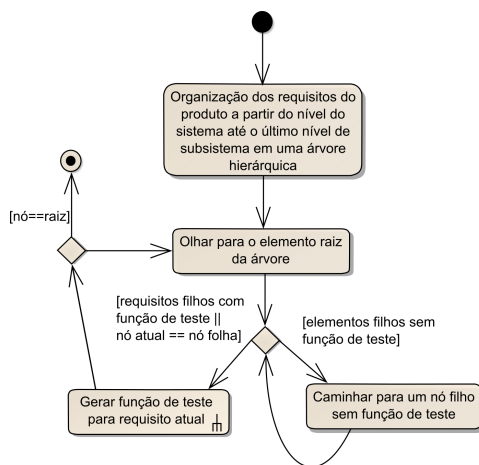 Organização dos requisitos do
produto a partir do nível do
sistema até o último nível de
subsistema em uma árvore
hierárquica
[nó==raiz]
Olhar para o elemento raiz
da árvore
[requisitos filhos com
função de teste ||
nó atual == nó folha]
[elementos filhos sem
função de teste]
Gerar função de teste
para requisito atual
Caminhar para um nó filho
sem função de teste